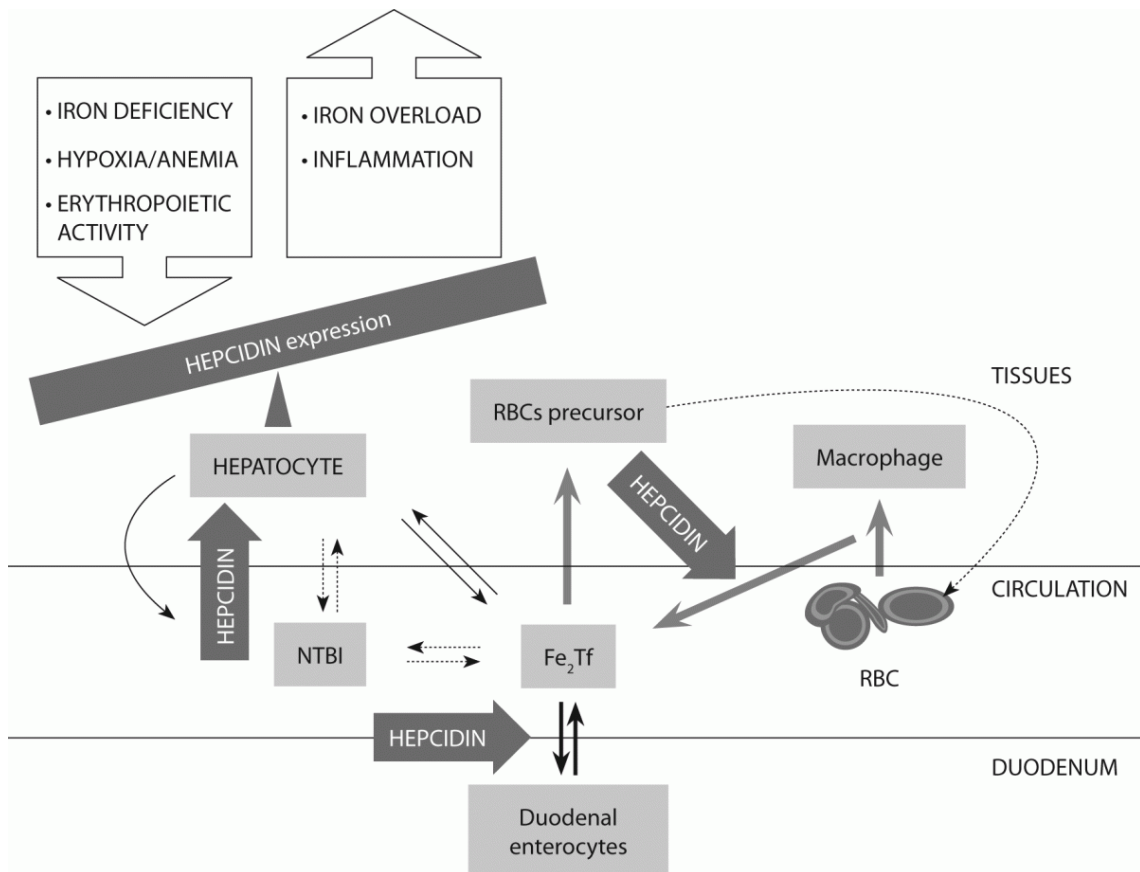 • IRON DEFICIENCY
• HYPOXIA/ANEMIA
• ERYTHROPOIETIC
ACTIVITY
• IRON OVERLOAD
• INFLAMMATION
HEPCIDIN expression
TISSUES
RBCs precursor
HEPATOCYTE
Macrophage
HEPCIDIN
HEPCIDIN
CIRCULATION
NTBI
Fe₂Tf
RBC
HEPCIDIN
DUODENUM
Duodenal
enterocytes